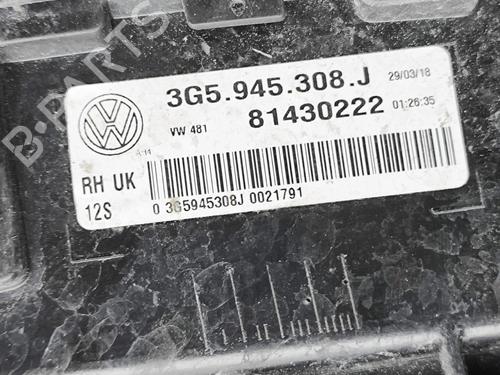 B-PARTS
3G5.945.308.J 29/03/18
VW 481 81430222 01:26:35
RH UK
12S 0 3G5945308J 0021791